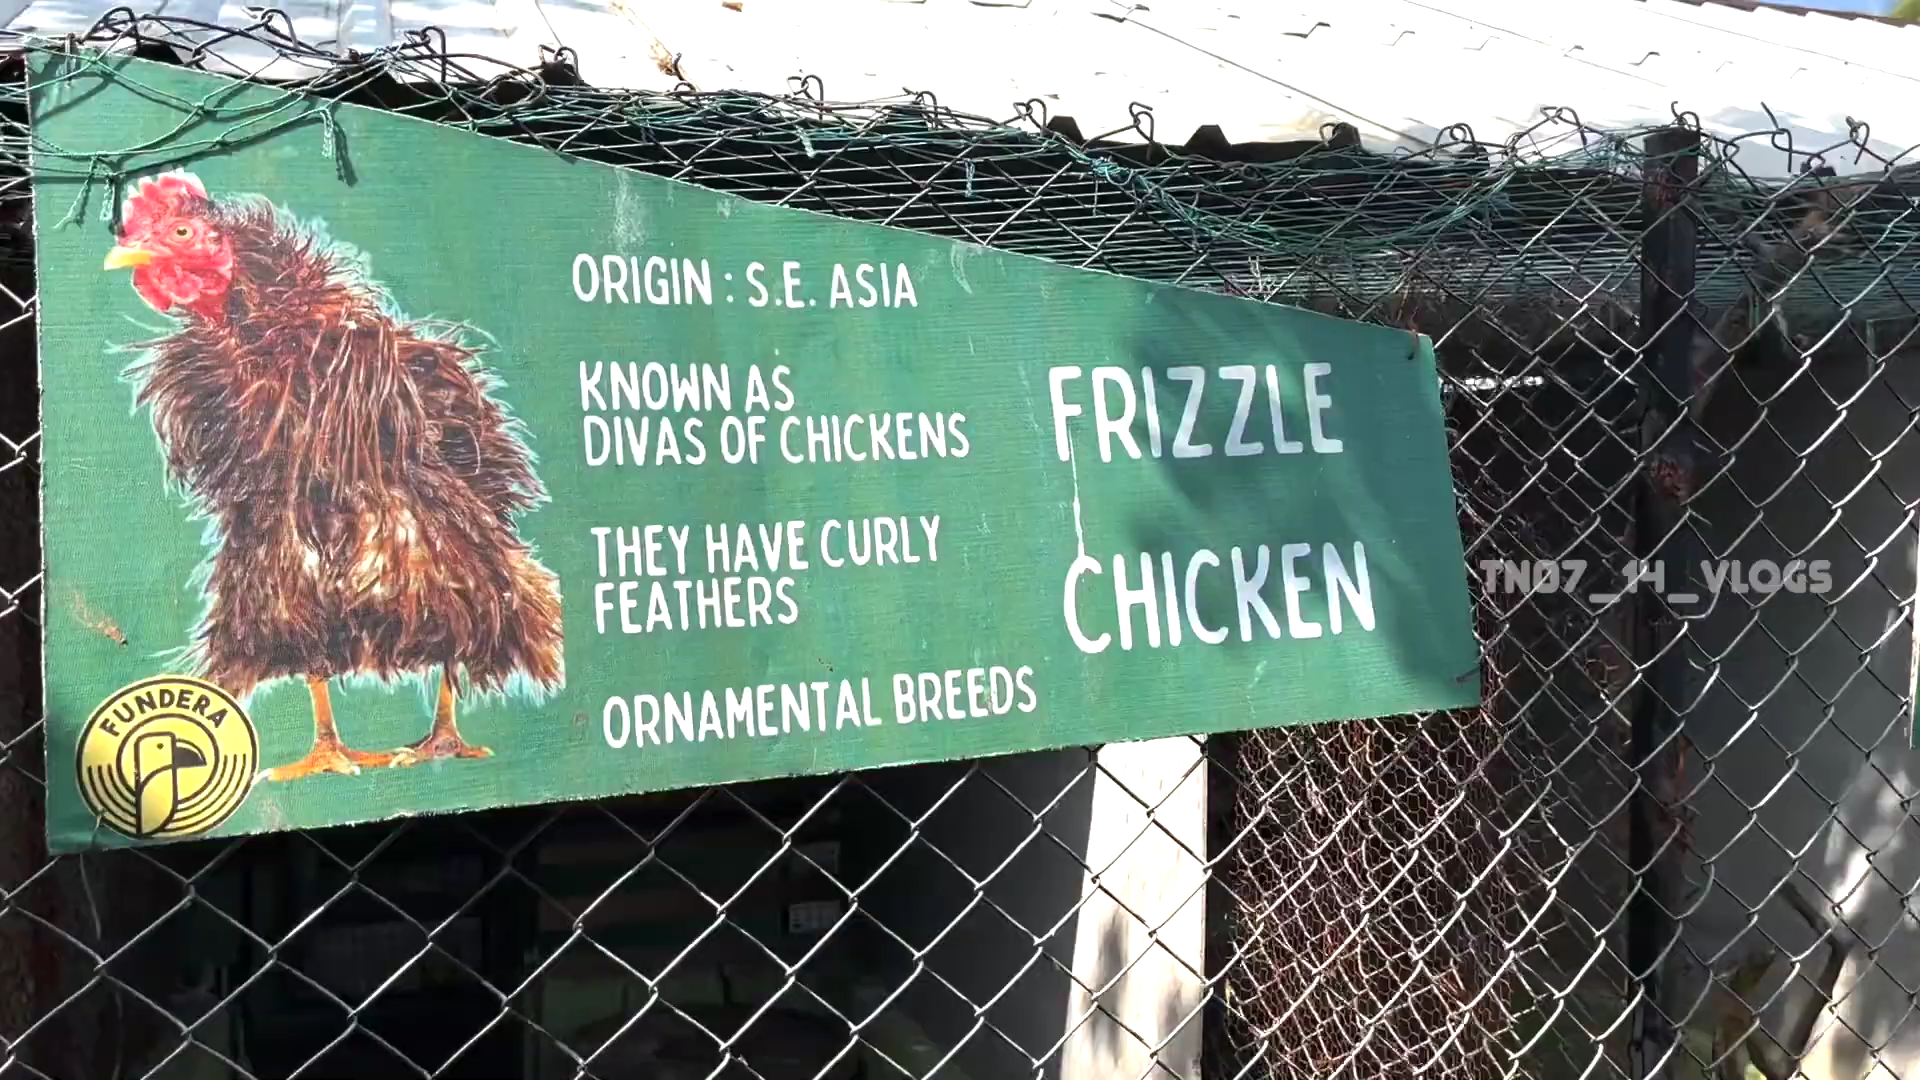 ORIGIN : S.E. ASIA
KNOWN AS
DIVAS OF CHICKENS
THEY HAVE CURLY
FEATHERS
ORNAMENTAL BREEDS
FRIZZLE
CHICKEN
FUNDERA
TN07_14_VLOGS